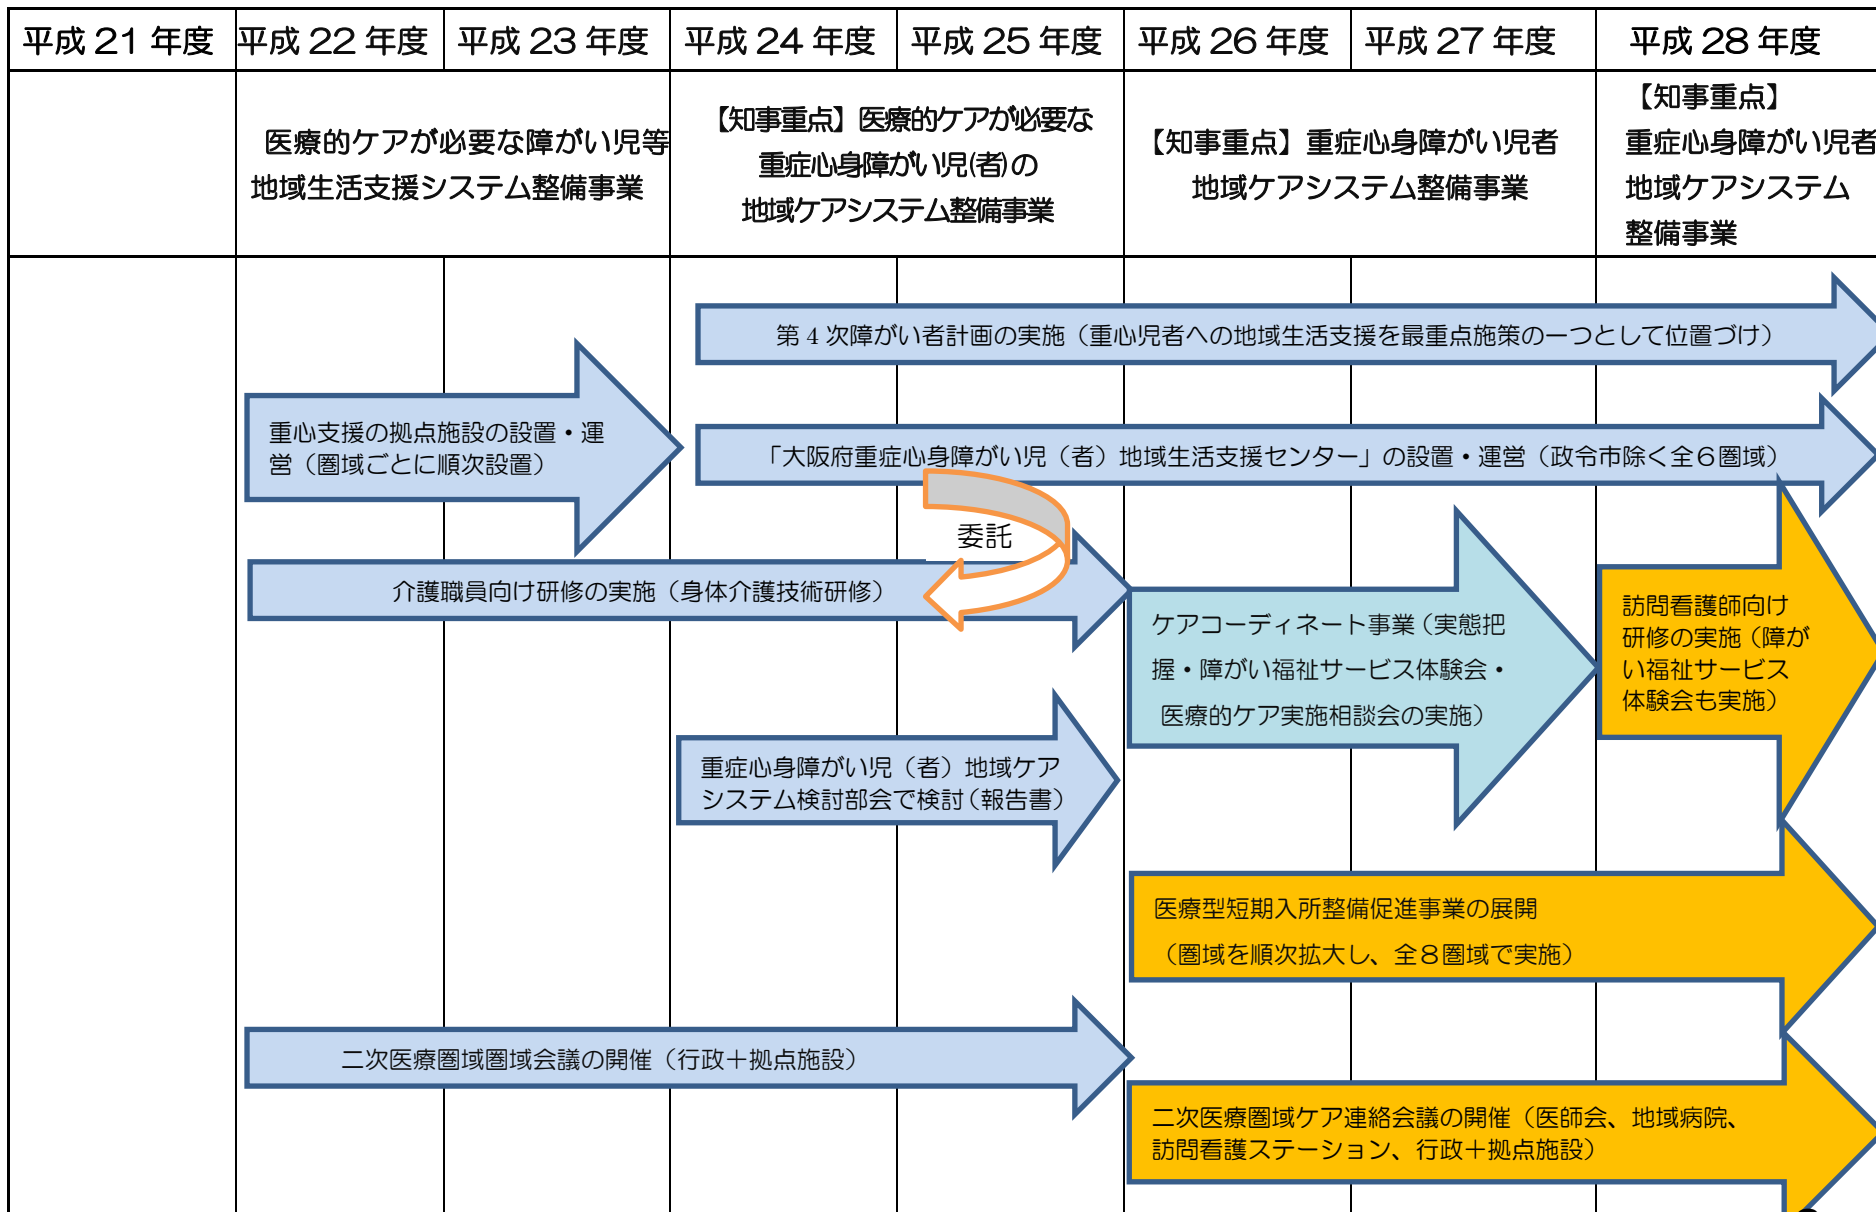 平成 21 年度 平成 22 年度 平成 23 年度 平成 24 年度 平成 25 年度 平成 26 年度 平成 27 年度 平成 28 年度
医療的ケアが必要な障がい児等
地域生活支援システム整備事業
【知事重点】医療的ケアが必要な
重症心身障がい児(者)の
地域ケアシステム整備事業
【知事重点】重症心身障がい児者
地域ケアシステム整備事業
【知事重点】
重症心身障がい児者
地域ケアシステム
整備事業
第4次障がい者計画の実施（重心児者への地域生活支援を最重点施策の一つとして位置づけ）
重心支援の拠点施設の設置・運
営（圏域ごとに順次設置）
「大阪府重症心身障がい児（者）地域生活支援センター」の設置・運営（政令市除く全6圏域）
委託
介護職員向け研修の実施（身体介護技術研修）
ケアコーディネート事業（実態把
握・障がい福祉サービス体験会・
医療的ケア実施相談会の実施）
訪問看護師向け
研修の実施（障が
い福祉サービス
体験会も実施）
重症心身障がい児（者）地域ケア
システム検討部会で検討（報告書）
医療型短期入所整備促進事業の展開
（圏域を順次拡大し、全8圏域で実施）
二次医療圏域圏域会議の開催（行政＋拠点施設）
二次医療圏域ケア連絡会議の開催（医師会、地域病院、
訪問看護ステーション、行政＋拠点施設）